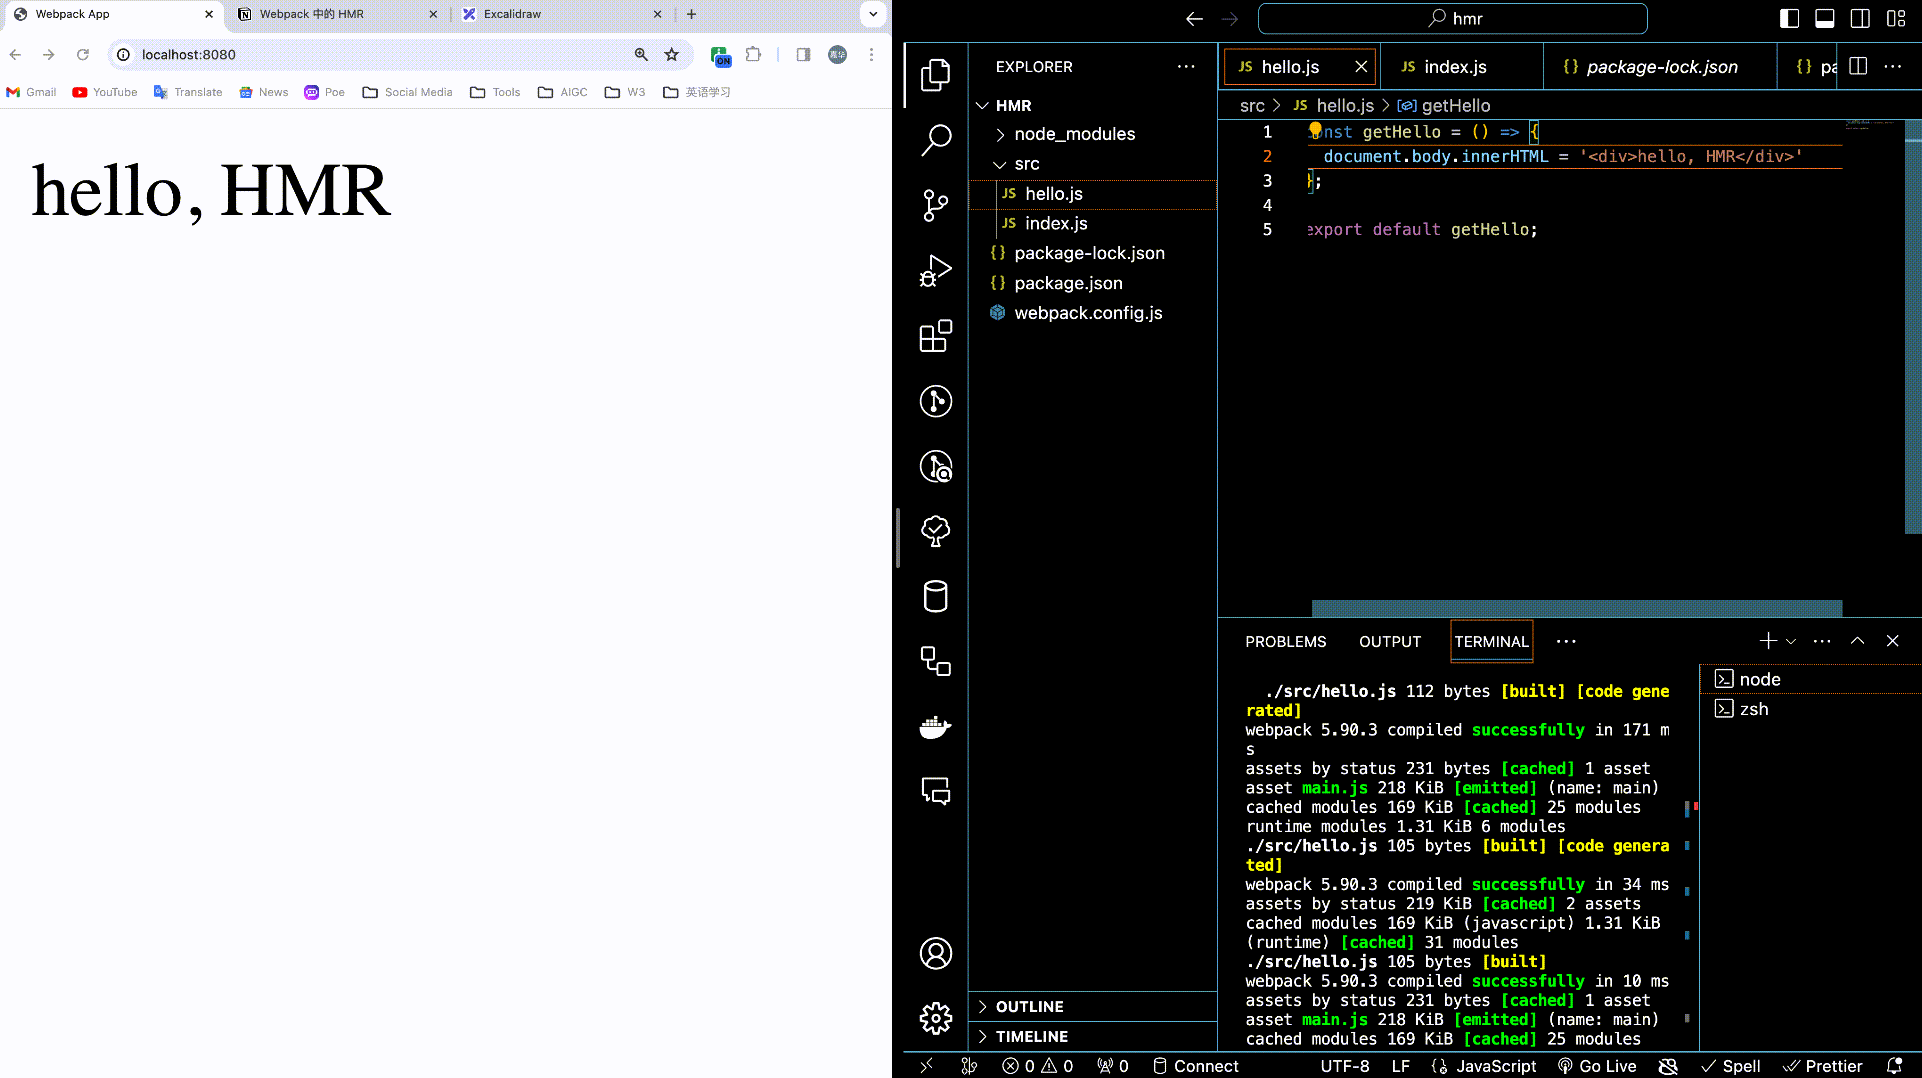 Webpack App
Webpack 中的 HMR
Excalidraw
localhost:8080
ON
Gmail
YouTube
Translate
News
Poe
Social Media
Tools
AIGC
W3
英语学习
hello, HMR
hmr
EXPLORER
HMR
node_modules
src
JS hello.js
JS index.js
{} package-lock.json
{} package.json
webpack.config.js
OUTLINE
TIMELINE
JS hello.js
JS index.js
{} package-lock.json
{} pa
src > JS hello.js > getHello
1 nst getHello = () => {
2 document.body.innerHTML = '<div>hello, HMR</div>'
3 };
4
5 export default getHello;
PROBLEMS
OUTPUT
TERMINAL
./src/hello.js 112 bytes [built] [code gene
rated]
webpack 5.90.3 compiled successfully in 171 m
s
assets by status 231 bytes [cached] 1 asset
asset main.js 218 KiB [emitted] (name: main)
cached modules 169 KiB [cached] 25 modules
runtime modules 1.31 KiB 6 modules
./src/hello.js 105 bytes [built] [code genera
ted]
webpack 5.90.3 compiled successfully in 34 ms
assets by status 219 KiB [cached] 2 assets
cached modules 169 KiB (javascript) 1.31 KiB
(runtime) [cached] 31 modules
./src/hello.js 105 bytes [built]
webpack 5.90.3 compiled successfully in 10 ms
assets by status 231 bytes [cached] 1 asset
asset main.js 218 KiB [emitted] (name: main)
cached modules 169 KiB [cached] 25 modules
node
zsh
0
0
0
Connect
UTF-8
LF
JavaScript
Go Live
Spell
Prettier